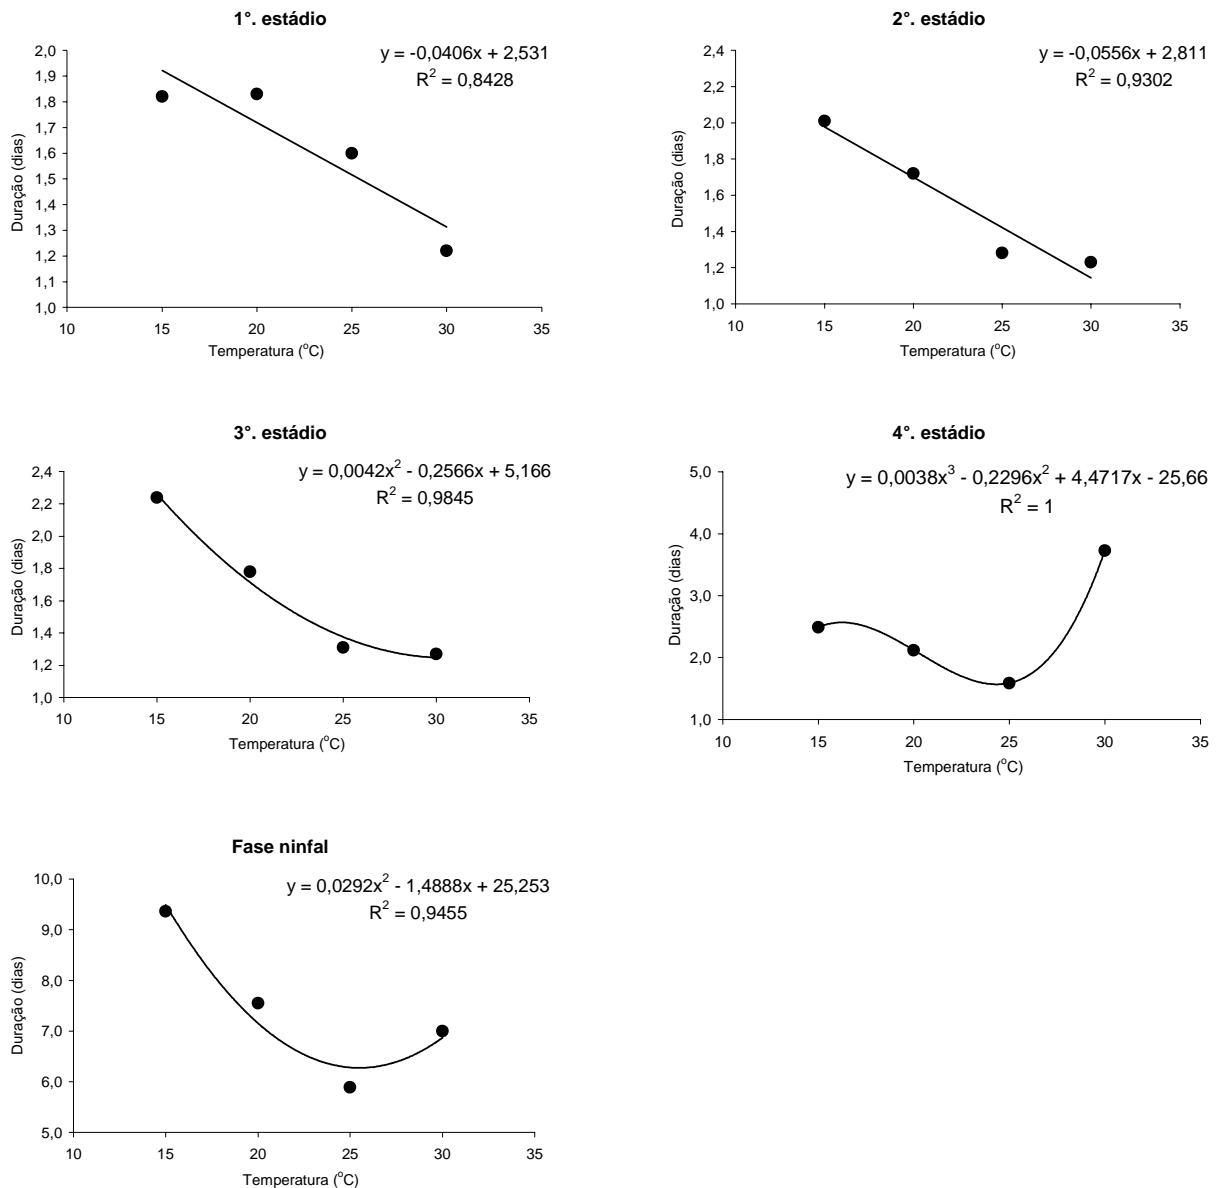 1°. estádio
y = -0,0406x + 2,531
R² = 0,8428
2,0
1,9
1,8
1,7
1,6
1,5
1,4
1,3
1,2
1,1
1,0
Duração (dias)
10 15 20 25 30 35
Temperatura (°C)
2°. estádio
y = -0,0556x + 2,811
R² = 0,9302
2,4
2,2
2,0
1,8
1,6
1,4
1,2
1,0
Duração (dias)
10 15 20 25 30 35
Temperatura (°C)
3°. estádio
y = 0,0042x² - 0,2566x + 5,166
R² = 0,9845
2,4
2,2
2,0
1,8
1,6
1,4
1,2
1,0
Duração (dias)
10 15 20 25 30 35
Temperatura (°C)
4°. estádio
y = 0,0038x³ - 0,2296x² + 4,4717x - 25,66
R² = 1
5,0
4,0
3,0
2,0
1,0
Duração (dias)
10 15 20 25 30 35
Temperatura (°C)
Fase ninfal
y = 0,0292x² - 1,4888x + 25,253
R² = 0,9455
10,0
9,0
8,0
7,0
6,0
5,0
Duração (dias)
10 15 20 25 30 35
Temperatura (°C)